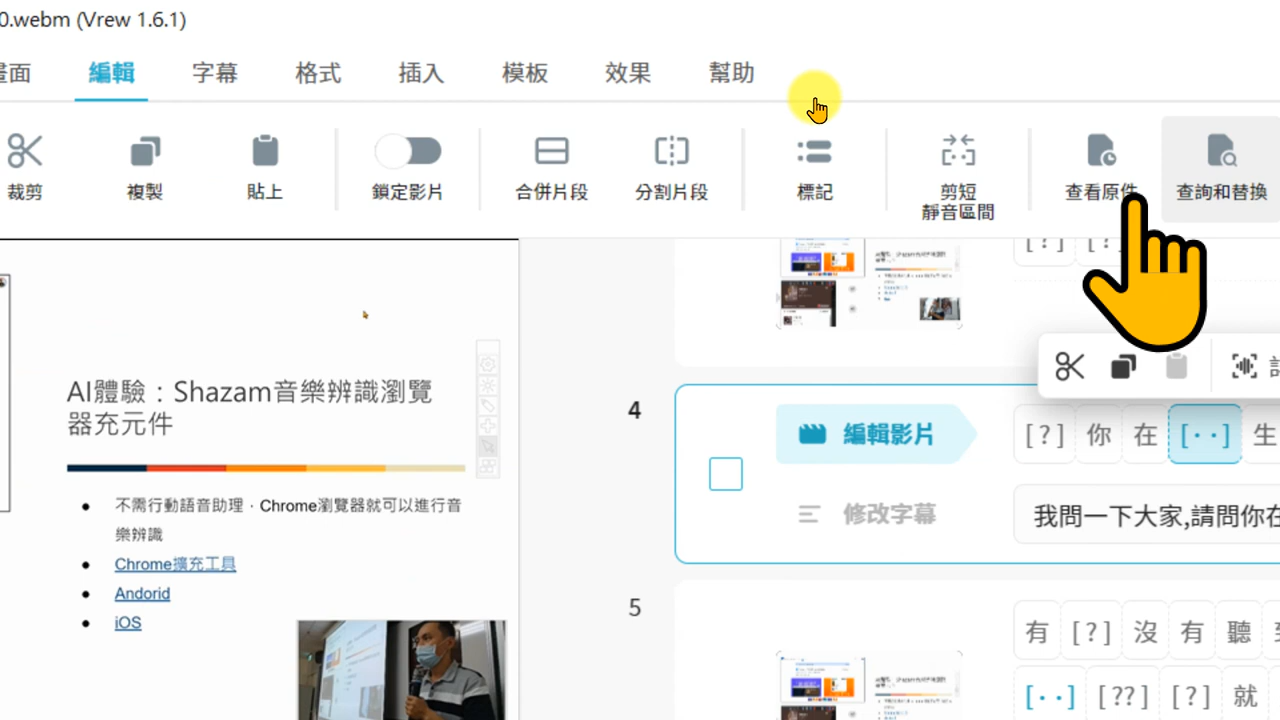 0.webm (Vrew 1.6.1)
畫面 編輯 字幕 格式 插入 模板 效果 幫助
裁剪 複製 貼上 鎖定影片 合併片段 分割片段 標記 剪短 靜音區間 查看原件 查詢和替換
[?] [?]
AI體驗：Shazam音樂辨識瀏覽
器充元件
不需行動語音助理，Chrome瀏覽器就可以進行音
樂辨識
Chrome擴充工具
Andorid
iOS
4
編輯影片 [?] 你 在 [··] 生
修改字幕 我問一下大家,請問你在
5
有 [?] 沒 有 聽
[··] [??] [?] 就